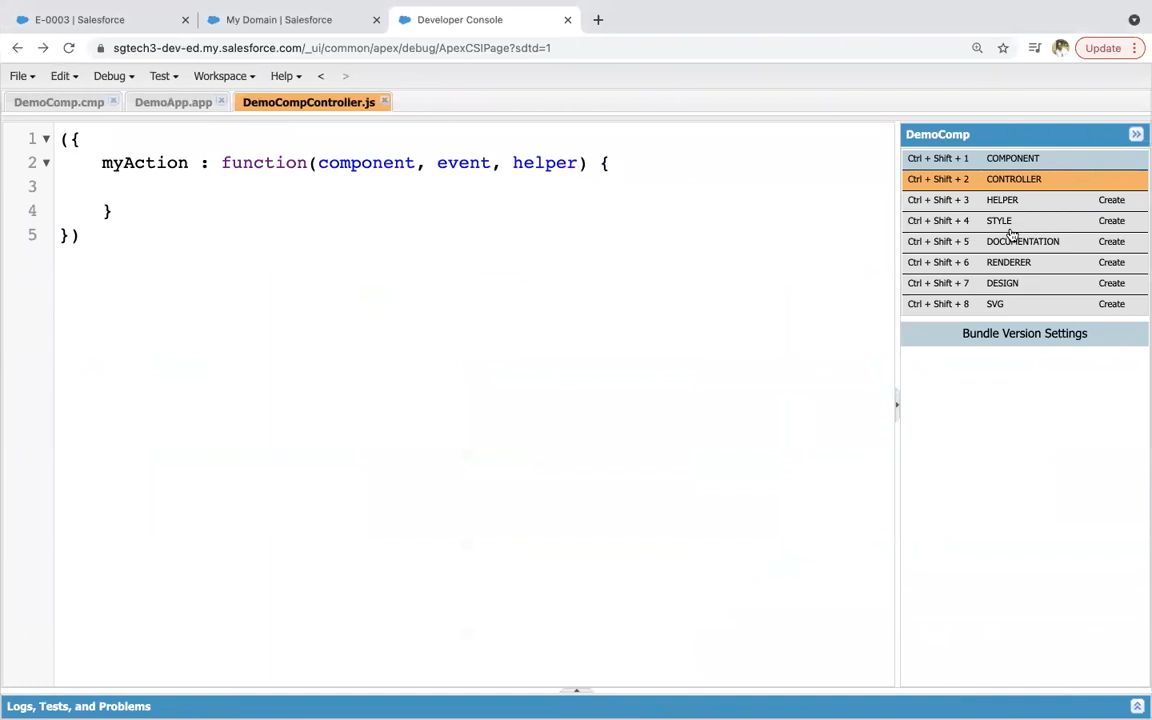 E-0003 | Salesforce
My Domain | Salesforce
Developer Console
sgtech3-dev-ed.my.salesforce.com/_ui/common/apex/debug/ApexCSIPage?sdtd=1
Update
File Edit Debug Test Workspace Help < >
DemoComp.cmp DemoApp.app DemoCompController.js
1 ({
2 myAction : function(component, event, helper) {
3
4 }
5 })
DemoComp
Ctrl + Shift + 1 COMPONENT
Ctrl + Shift + 2 CONTROLLER
Ctrl + Shift + 3 HELPER Create
Ctrl + Shift + 4 STYLE Create
Ctrl + Shift + 5 DOCUMENTATION Create
Ctrl + Shift + 6 RENDERER Create
Ctrl + Shift + 7 DESIGN Create
Ctrl + Shift + 8 SVG Create
Bundle Version Settings
Logs, Tests, and Problems